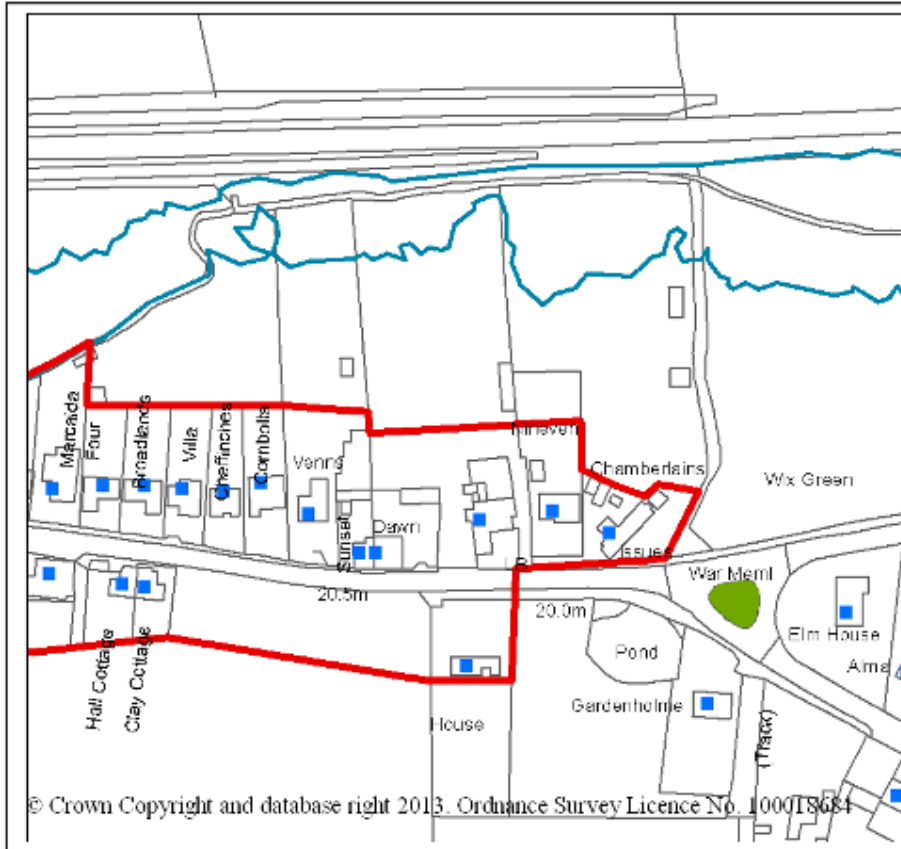 Marcaida
Four
Broadlands
Villa
Chaffinches
Cornbolts
Venns
Sunset
Dawn
Nineveh
Chamberlains
Issues
Wix Green
War Meml
20.5m
20.0m
Elm House
Pond
Alma
Hall Cottage
Clay Cottage
House
Gardenholme
(Track)
© Crown Copyright and database right 2013. Ordnance Survey Licence No. 100018684